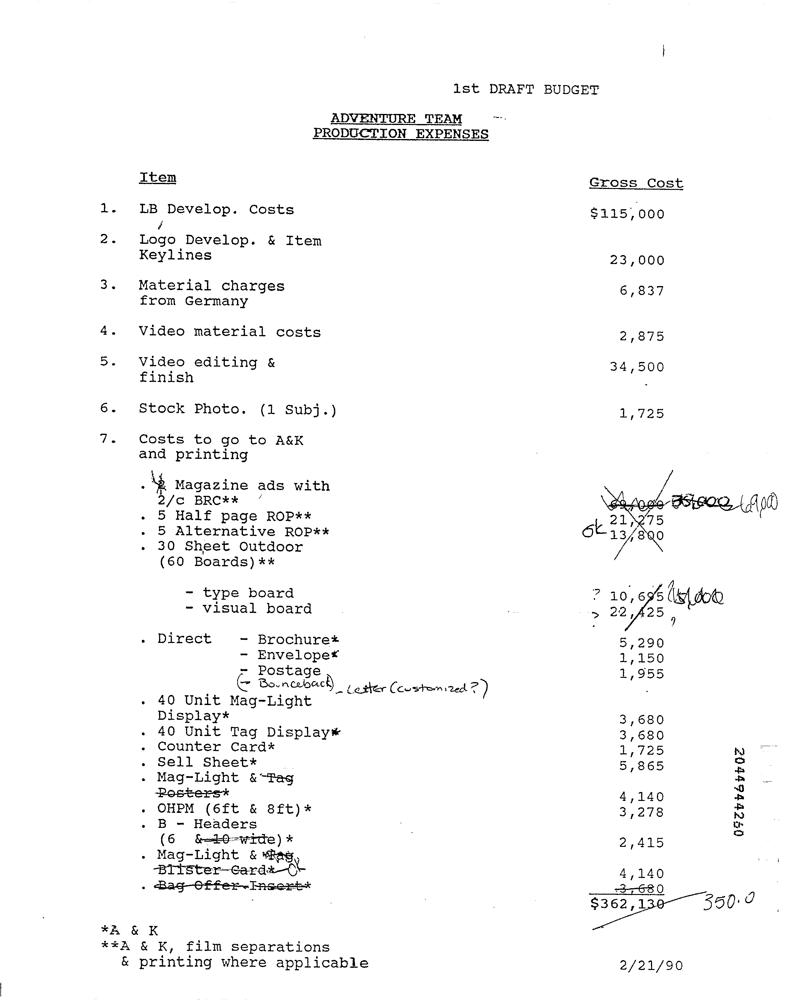 1st DRAFT BUDGET
ADVENTURE TEAM
PRODUCTION EXPENSES
Item Gross Cost
1. LB Develop. Costs $115,000
2. Logo Develop. & Item
Keylines 23,000
3. Material charges
from Germany 6,837
4. Video material costs 2,875
5. Video editing &
finish 34,500
6. Stock Photo. (1 Subj.) 1,725
7. Costs to go to A&K
and printing
. Magazine ads with
2/c BRC**
. 5 Half page ROP** 21,275
. 5 Alternative ROP** ok 13,800
. 30 Sheet Outdoor
(60 Boards)**
- type board ? 10,695
- visual board ? 22,425
. Direct - Brochure* 5,290
- Envelope* 1,150
- Postage 1,955
(- Bounceback) - Letter (customized?)
. 40 Unit Mag-Light
Display* 3,680
. 40 Unit Tag Display* 3,680
. Counter Card* 1,725
. Sell Sheet* 5,865
. Mag-Light & Tag
Posters* 4,140
. OHPM (6ft & 8ft)* 3,278
. B - Headers
(6 & 10 wide)* 2,415
. Mag-Light & Tag
Blister Card* 4,140
. Bag Offer Insert* 3,680
$362,130 350.0
*A & K
**A & K, film separations
& printing where applicable 2/21/90
2044944260